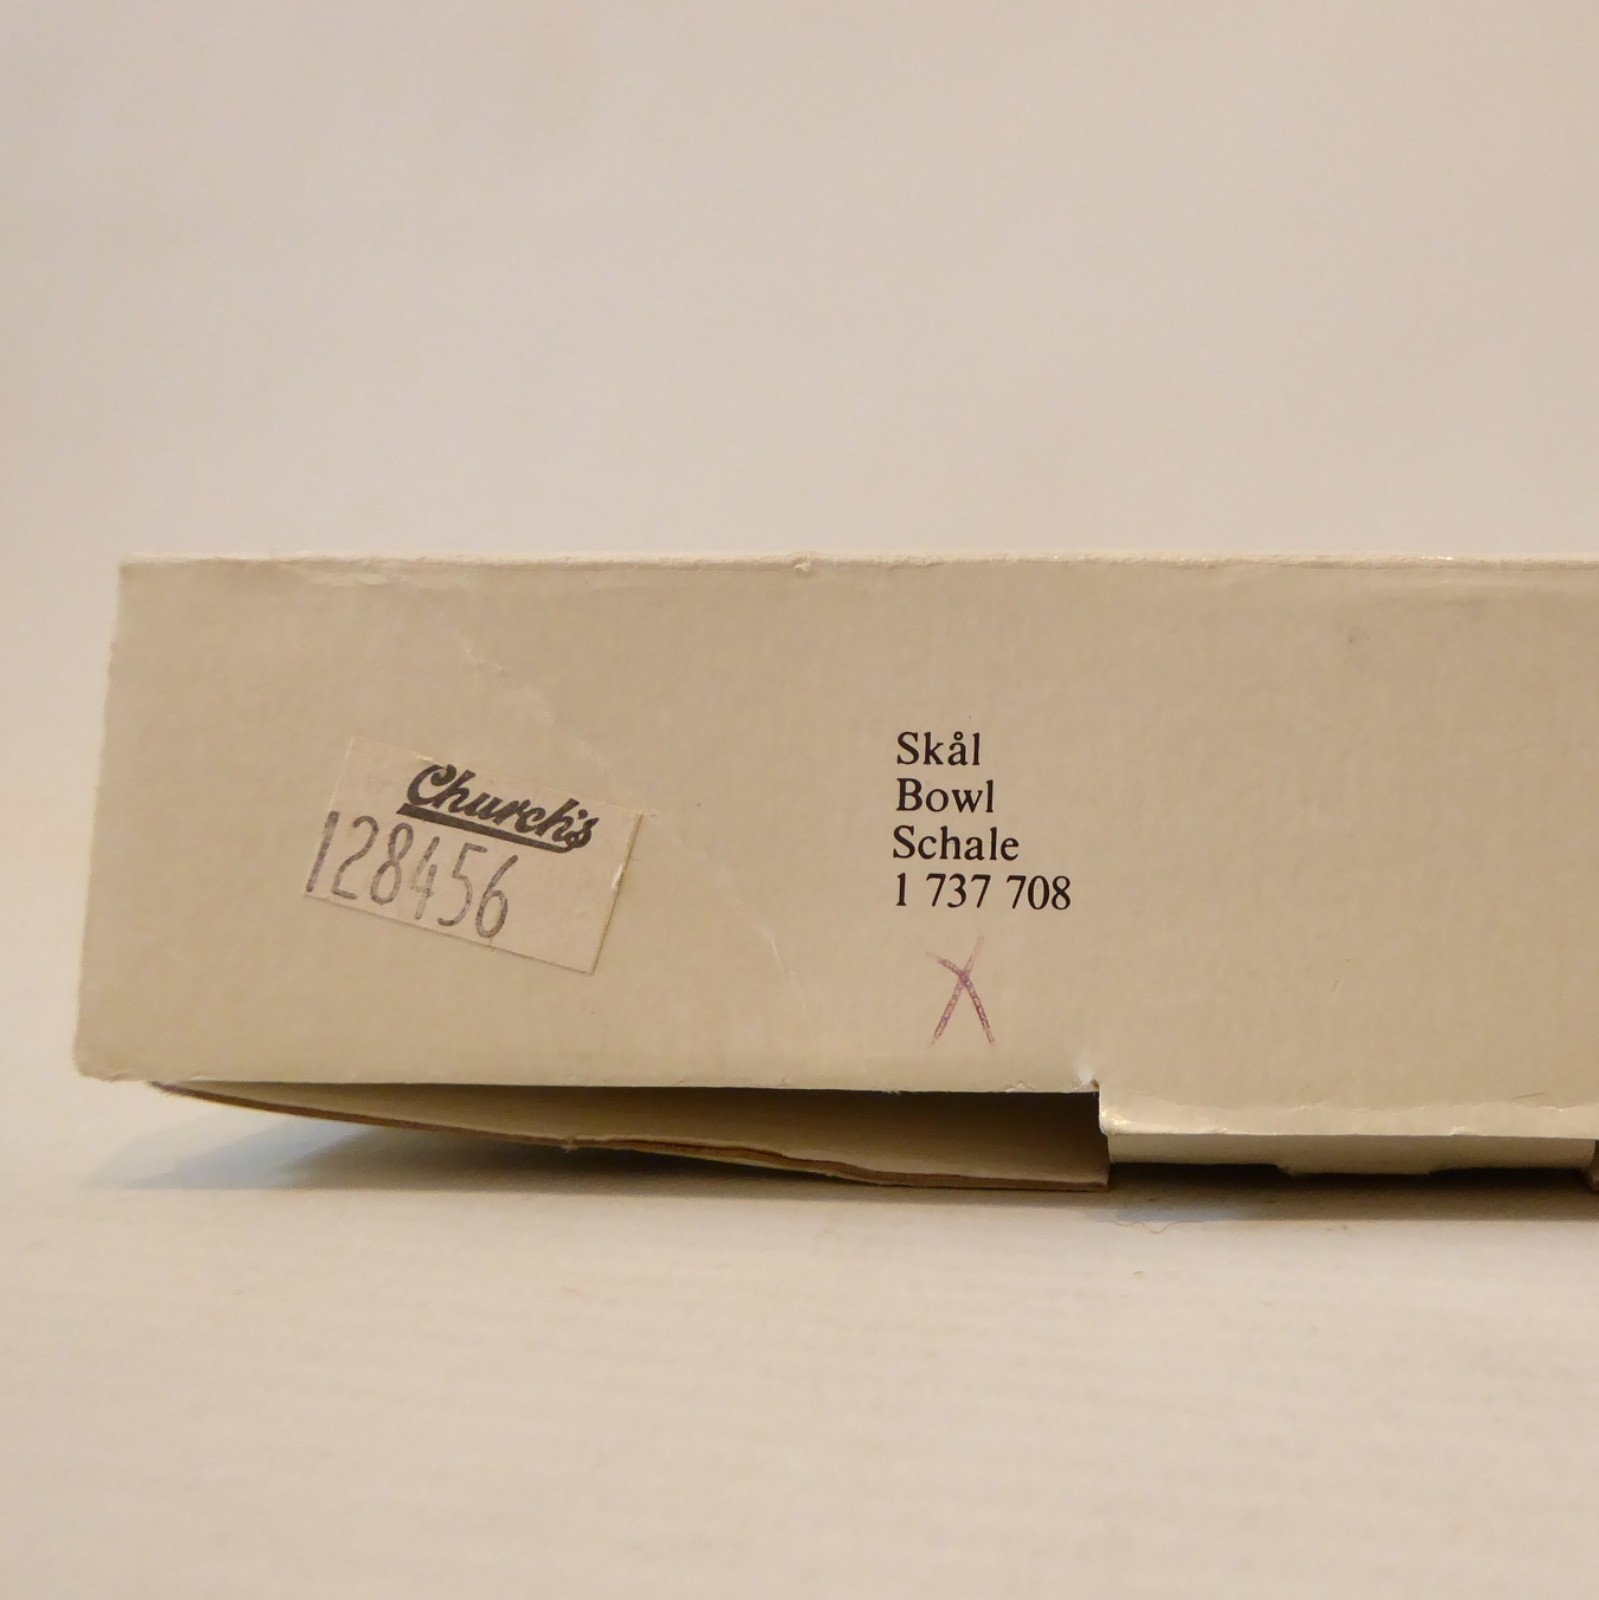 Church's
128456
Skål
Bowl
Schale
1 737 708
X